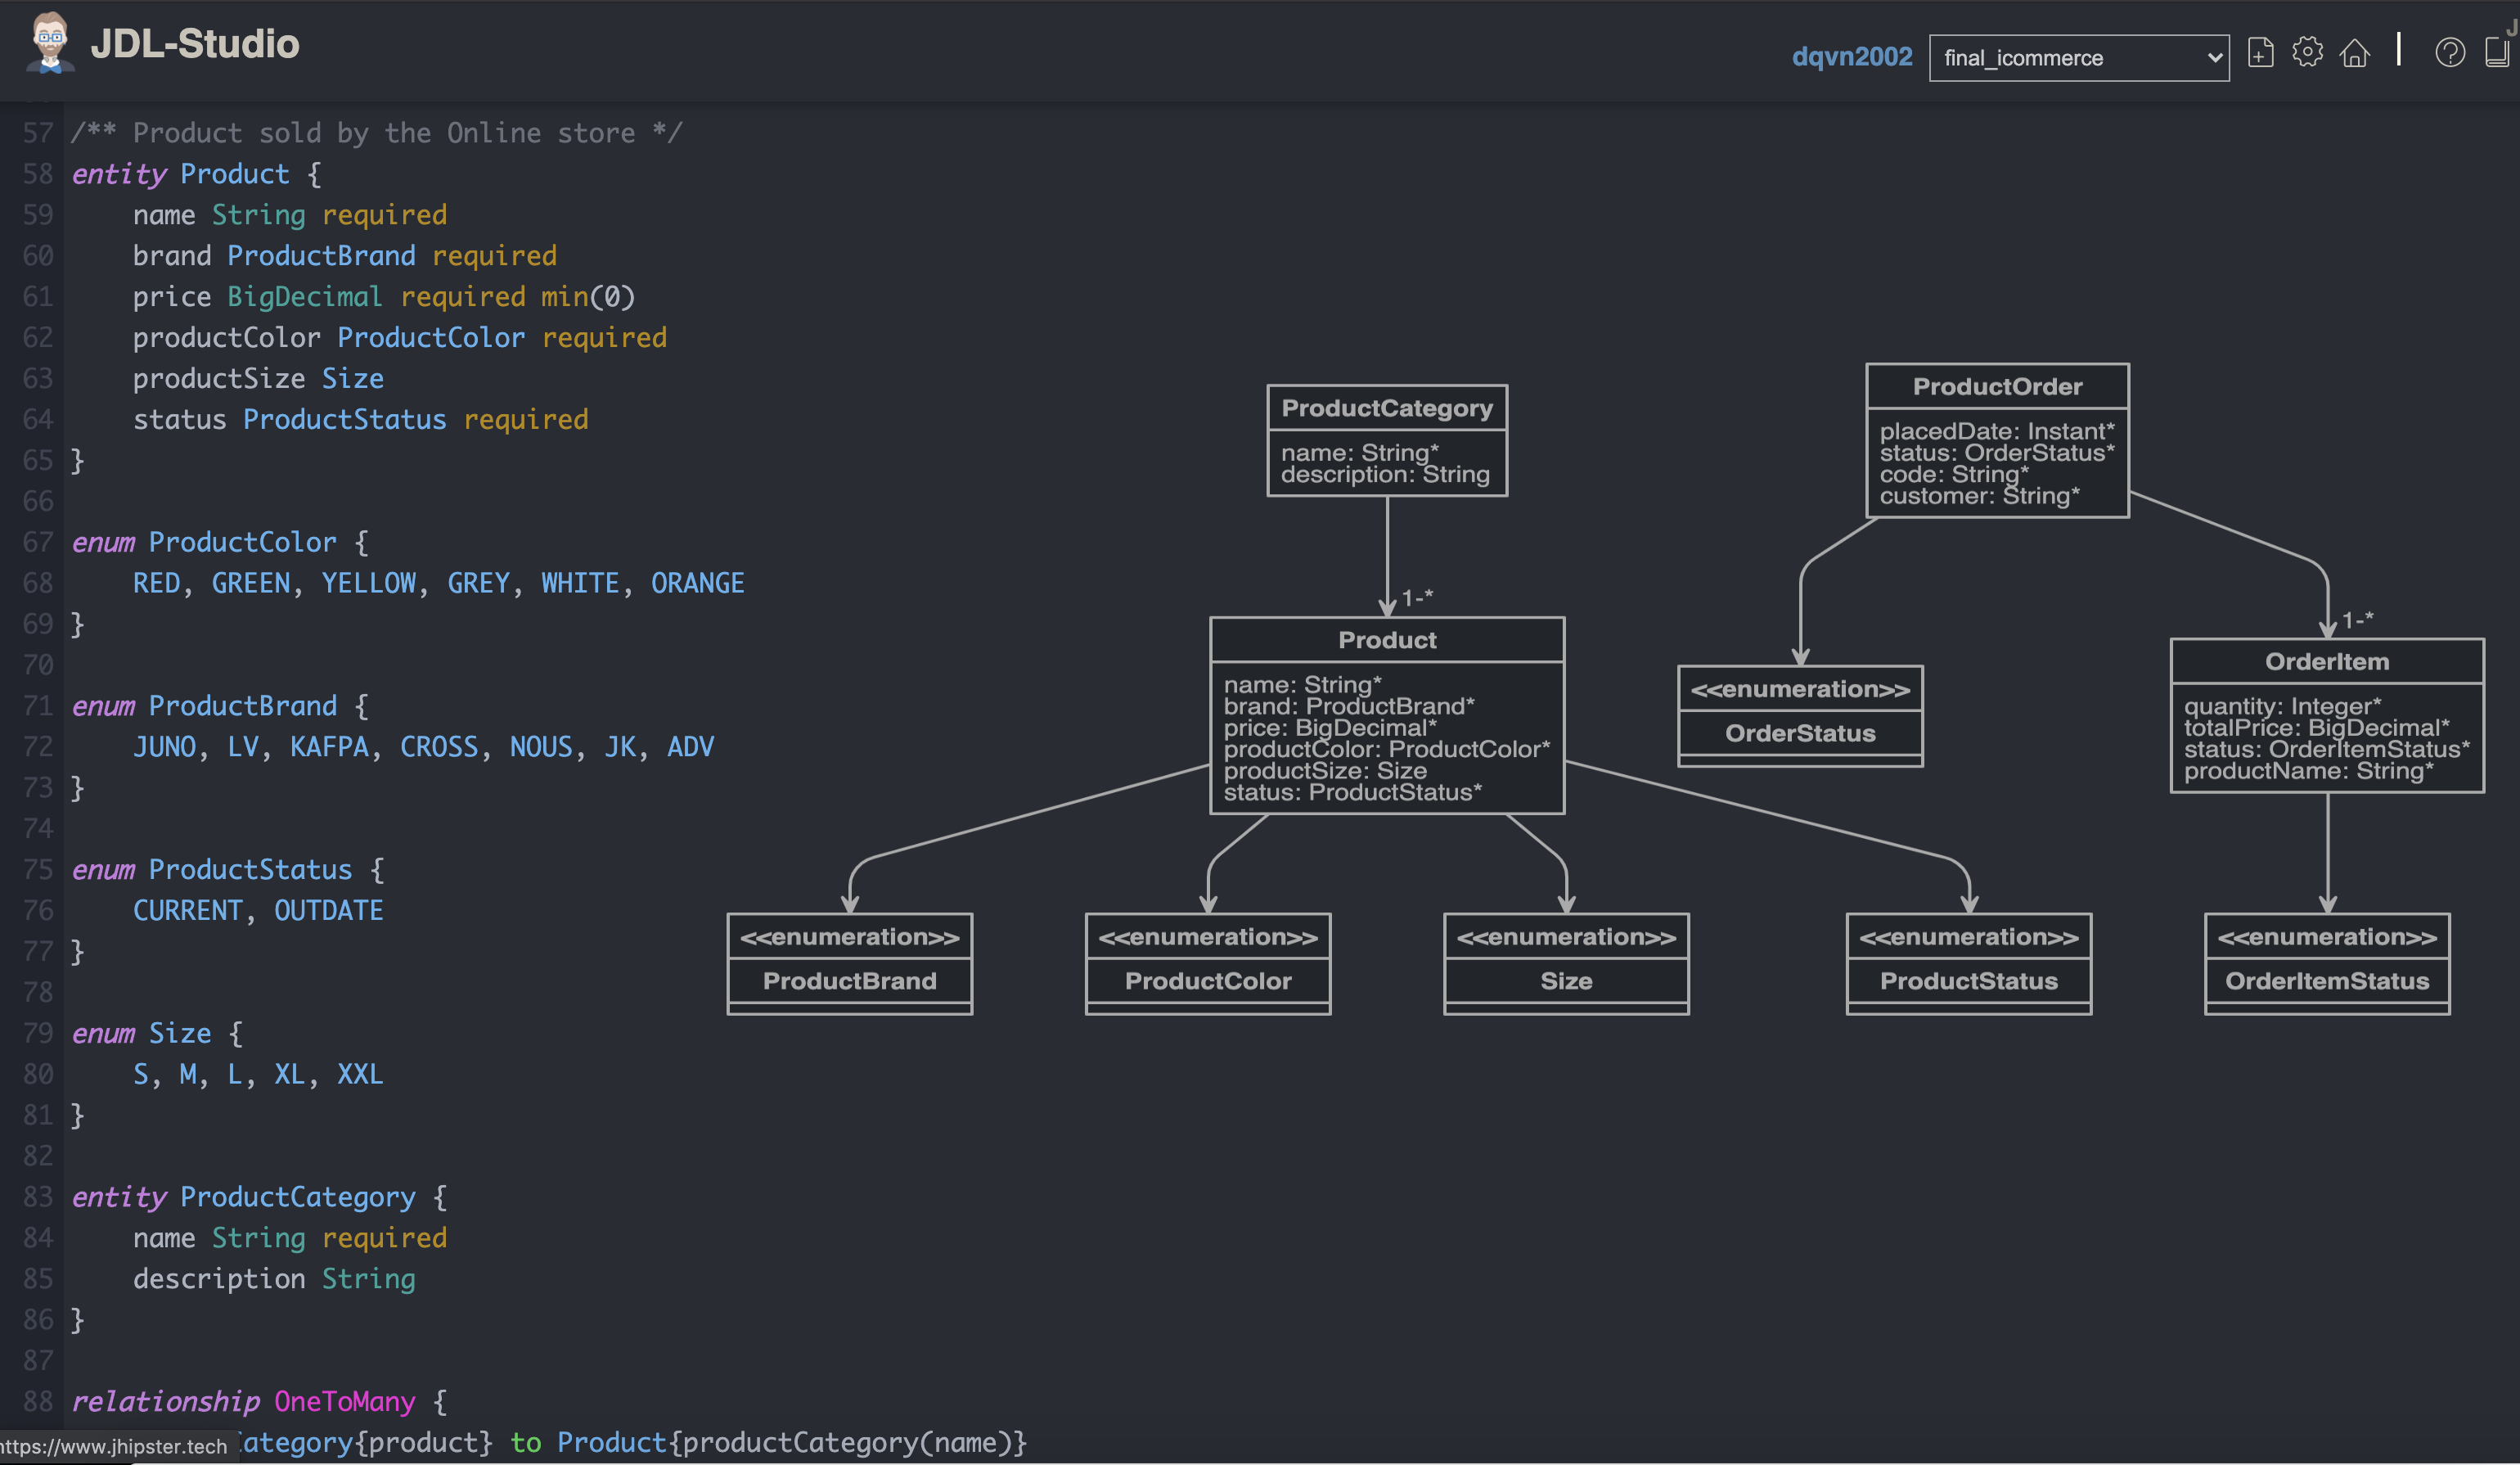 JDL-Studio
dqvn2002
final_icommerce
57 /** Product sold by the Online store */
58 entity Product {
59 name String required
60 brand ProductBrand required
61 price BigDecimal required min(0)
62 productColor ProductColor required
63 productSize Size
64 status ProductStatus required
65 }
66
67 enum ProductColor {
68 RED, GREEN, YELLOW, GREY, WHITE, ORANGE
69 }
70
71 enum ProductBrand {
72 JUNO, LV, KAFPA, CROSS, NOUS, JK, ADV
73 }
74
75 enum ProductStatus {
76 CURRENT, OUTDATE
77 }
78
79 enum Size {
80 S, M, L, XL, XXL
81 }
82
83 entity ProductCategory {
84 name String required
85 description String
86 }
87
88 relationship OneToMany {
ategory{product} to Product{productCategory(name)}
https://www.jhipster.tech
ProductCategory
name: String*
description: String
1-*
Product
name: String*
brand: ProductBrand*
price: BigDecimal*
productColor: ProductColor*
productSize: Size
status: ProductStatus*
<<enumeration>>
ProductBrand
<<enumeration>>
ProductColor
<<enumeration>>
Size
<<enumeration>>
ProductStatus
ProductOrder
placedDate: Instant*
status: OrderStatus*
code: String*
customer: String*
<<enumeration>>
OrderStatus
1-*
OrderItem
quantity: Integer*
totalPrice: BigDecimal*
status: OrderItemStatus*
productName: String*
<<enumeration>>
OrderItemStatus